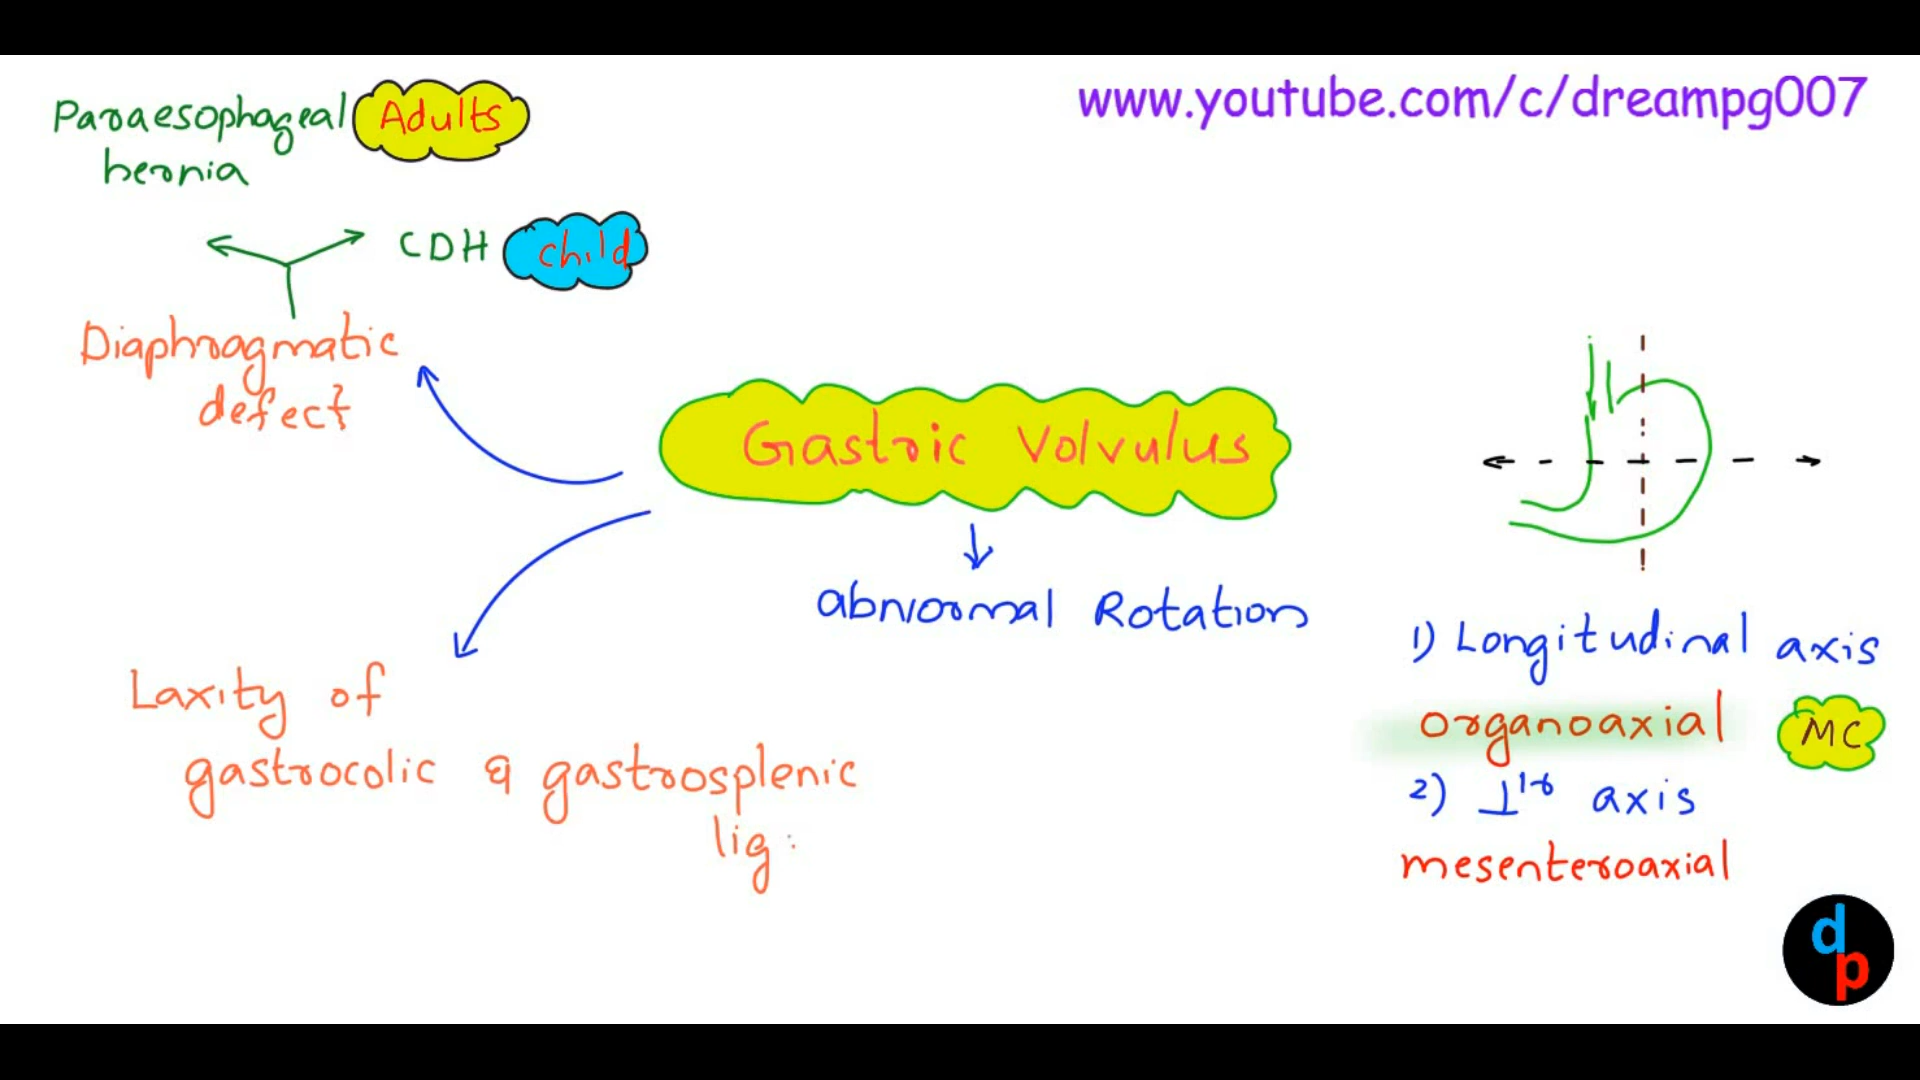 www.youtube.com/c/dreampg007
Paraesophageal Adults
hernia
CDH child
Diaphragmatic
defect
Gastric Volvulus
abnormal Rotation
Laxity of
gastrocolic & gastrosplenic
lig:
1) Longitudinal axis
organoaxial MC
2) ⊥lr axis
mesenteroaxial
dp